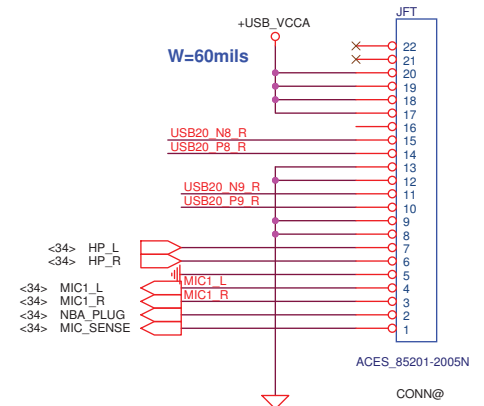 JFT
+USB_VCCA
W=60mils
22
21
20
19
18
17
16
USB20_N8_R 15
USB20_P8_R 14
13
12
USB20_N9_R 11
USB20_P9_R 10
9
8
<34> HP_L 7
<34> HP_R 6
5
<34> MIC1_L MIC1_L 4
<34> MIC1_R MIC1_R 3
<34> NBA_PLUG 2
<34> MIC_SENSE 1
ACES_85201-2005N
CONN@